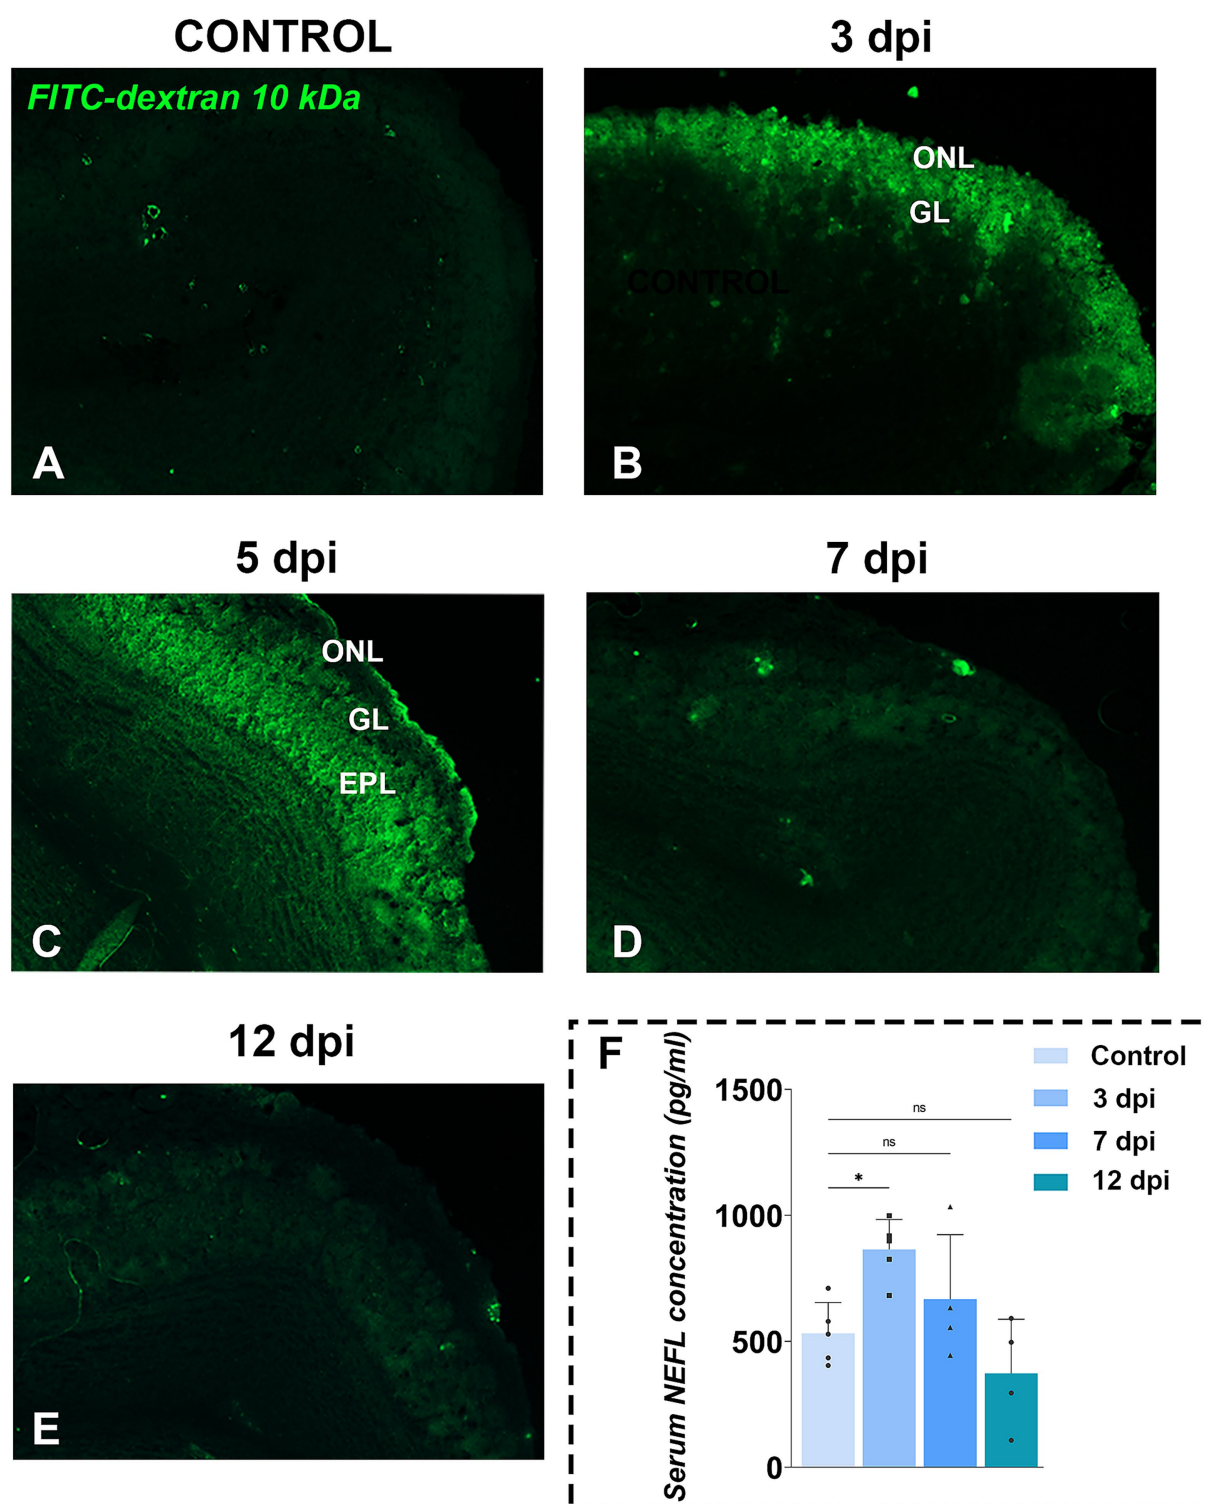 CONTROL
3 dpi
FITC-dextran 10 kDa
ONL
GL
CONTROL
A
B
5 dpi
7 dpi
ONL
GL
EPL
C
D
12 dpi
E
F
Serum NEFL concentration (pg/ml)
Control
3 dpi
7 dpi
12 dpi
1500
1000
500
0
ns
ns
*